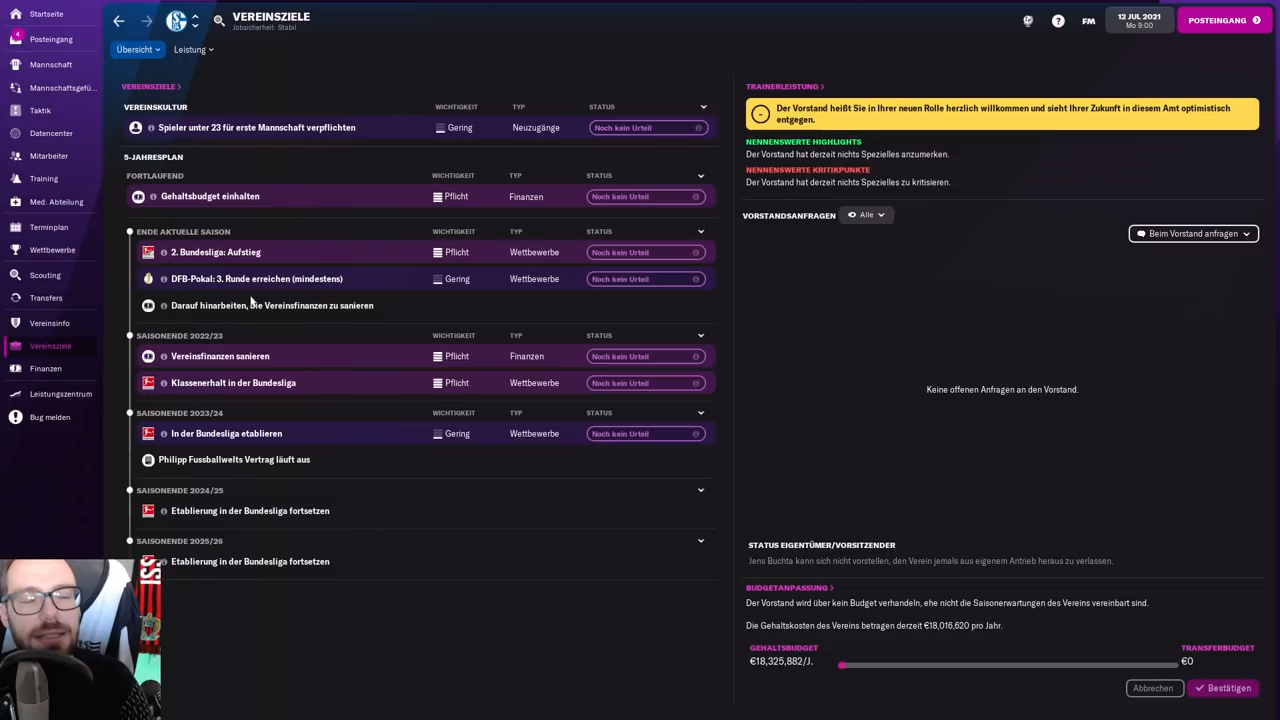 Startseite
4
Posteingang
Mannschaft
Mannschaftsgefü...
Taktik
Datencenter
Mitarbeiter
Training
Med. Abteilung
Terminplan
Wettbewerbe
Scouting
Transfers
Vereinsinfo
Vereinsziele
Finanzen
Leistungszentrum
Bug melden
VEREINSZIELE
Jobsicherheit: Stabil
FM
12 JUL 2021
Mo 9:00
POSTEINGANG
Übersicht
Leistung
VEREINSZIELE >
VEREINSKULTUR WICHTIGKEIT TYP STATUS
Spieler unter 23 für erste Mannschaft verpflichten Gering Neuzugänge Noch kein Urteil
5-JAHRESPLAN
FORTLAUFEND WICHTIGKEIT TYP STATUS
Gehaltsbudget einhalten Pflicht Finanzen Noch kein Urteil
ENDE AKTUELLE SAISON WICHTIGKEIT TYP STATUS
2. Bundesliga: Aufstieg Pflicht Wettbewerbe Noch kein Urteil
DFB-Pokal: 3. Runde erreichen (mindestens) Gering Wettbewerbe Noch kein Urteil
Darauf hinarbeiten, die Vereinsfinanzen zu sanieren
SAISONENDE 2022/23 WICHTIGKEIT TYP STATUS
Vereinsfinanzen sanieren Pflicht Finanzen Noch kein Urteil
Klassenerhalt in der Bundesliga Pflicht Wettbewerbe Noch kein Urteil
SAISONENDE 2023/24 WICHTIGKEIT TYP STATUS
In der Bundesliga etablieren Gering Wettbewerbe Noch kein Urteil
Philipp Fussballwelts Vertrag läuft aus
SAISONENDE 2024/25
Etablierung in der Bundesliga fortsetzen
SAISONENDE 2025/26
Etablierung in der Bundesliga fortsetzen
TRAINERLEISTUNG >
Der Vorstand heißt Sie in Ihrer neuen Rolle herzlich willkommen und sieht Ihrer Zukunft in diesem Amt optimistisch
entgegen.
NENNENSWERTE HIGHLIGHTS
Der Vorstand hat derzeit nichts Spezielles anzumerken.
NENNENSWERTE KRITIKPUNKTE
Der Vorstand hat derzeit nichts Spezielles zu kritisieren.
VORSTANDSANFRAGEN Alle
Beim Vorstand anfragen
Keine offenen Anfragen an den Vorstand.
STATUS EIGENTÜMER/VORSITZENDER
Jens Buchta kann sich nicht vorstellen, den Verein jemals aus eigenem Antrieb heraus zu verlassen.
BUDGETANPASSUNG >
Der Vorstand wird über kein Budget verhandeln, ehe nicht die Saisonerwartungen des Vereins vereinbart sind.
Die Gehaltskosten des Vereins betragen derzeit €18,016,620 pro Jahr.
GEHALTSBUDGET TRANSFERBUDGET
€18,325,882/J. €0
Abbrechen Bestätigen